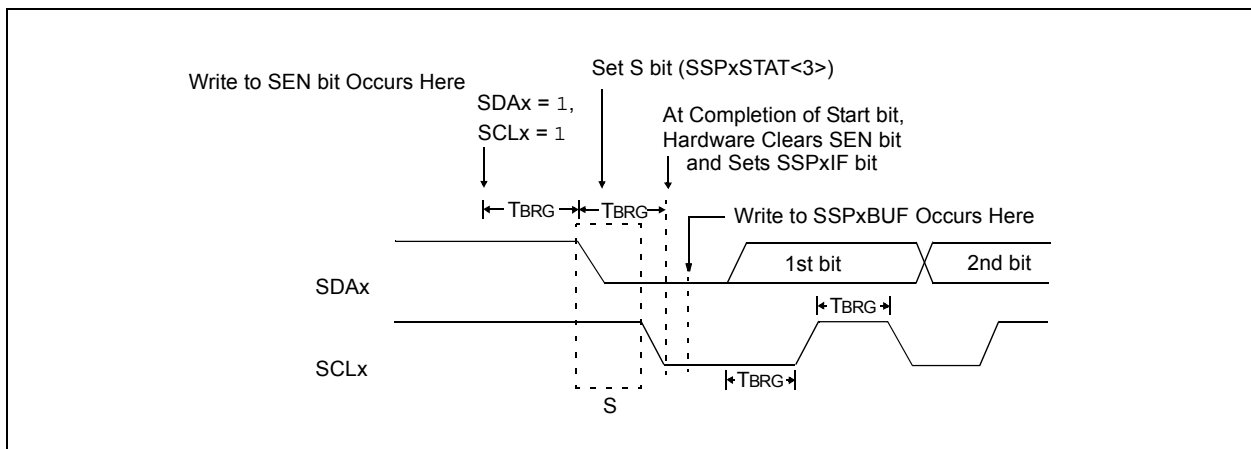 Write to SEN bit Occurs Here
SDAx = 1,
SCLx = 1
Set S bit (SSPxSTAT<3>)
At Completion of Start bit,
Hardware Clears SEN bit
and Sets SSPxIF bit
TBRG
TBRG
Write to SSPxBUF Occurs Here
SDAx
1st bit
2nd bit
TBRG
SCLx
TBRG
S